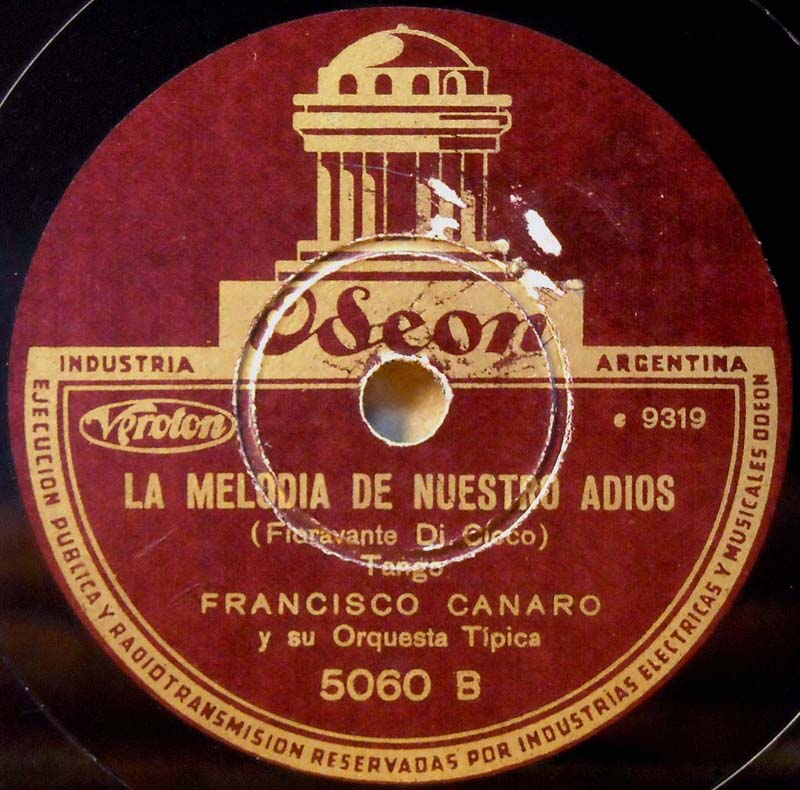 Odeon
INDUSTRIA ARGENTINA
Veroton
e 9319
LA MELODIA DE NUESTRO ADIOS
(Fioravante Di Cicco)
Tango
FRANCISCO CANARO
y su Orquesta Típica
5060 B
EJECUCION PUBLICA Y RADIOTRANSMISION RESERVADAS POR INDUSTRIAS ELECTRICAS Y MUSICALES ODEON